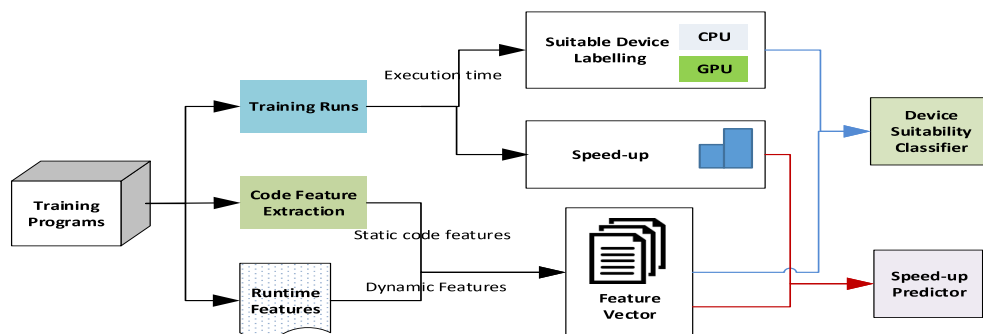 Training
Programs
Training Runs
Code Feature
Extraction
Runtime
Features
Execution time
Static code features
Dynamic Features
Suitable Device
Labelling
CPU
GPU
Speed-up
Feature
Vector
Device
Suitability
Classifier
Speed-up
Predictor